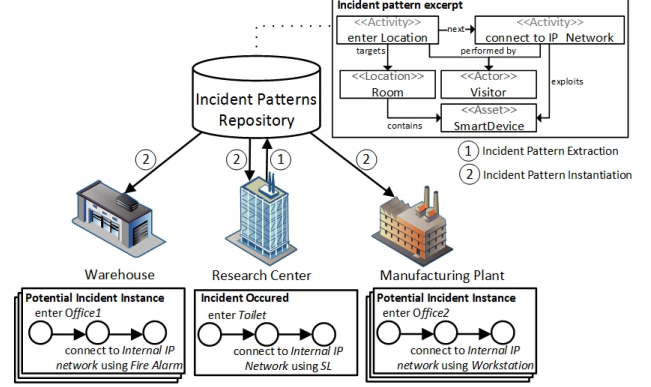 Incident pattern excerpt
<<Activity>>
enter Location
next
<<Activity>>
connect to IP Network
targets
performed by
exploits
<<Location>>
Room
<<Actor>>
Visitor
contains
<<Asset>>
SmartDevice
Incident Patterns
Repository
1 Incident Pattern Extraction
2 Incident Pattern Instantiation
2
2
1
2
Warehouse
Research Center
Manufacturing Plant
Potential Incident Instance
enter Office1
connect to Internal IP
network using Fire Alarm
Incident Occured
enter Toilet
connect to Internal IP
Network using SL
Potential Incident Instance
enter Office2
connect to Internal IP
network using Workstation